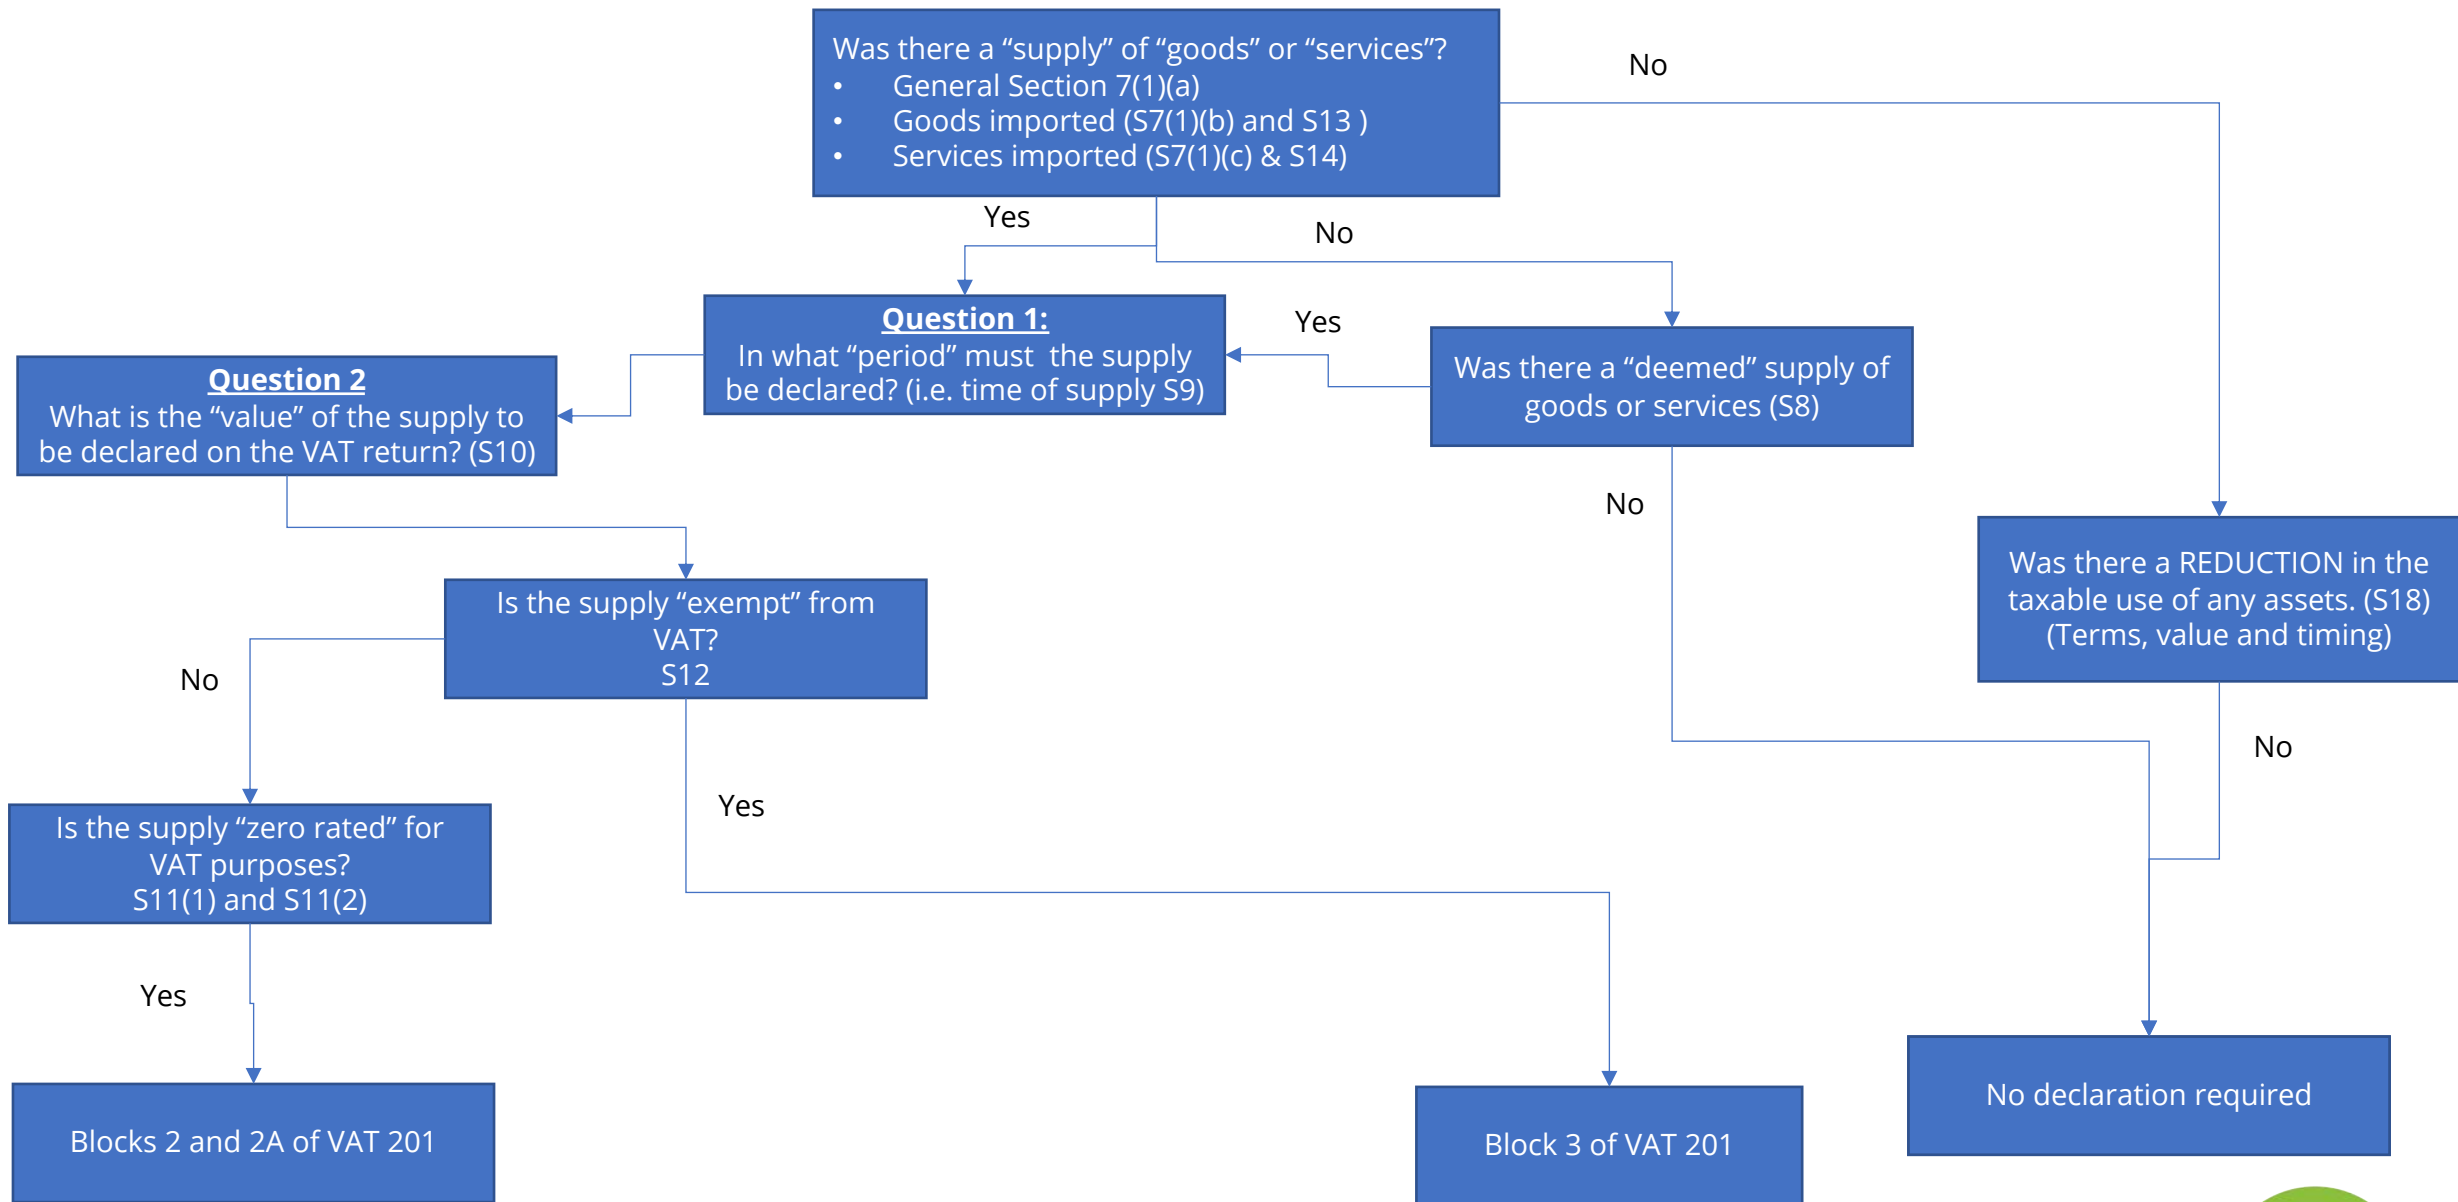 Was there a “supply” of “goods” or “services”?
• General Section 7(1)(a)
• Goods imported (S7(1)(b) and S13 )
• Services imported (S7(1)(c) & S14)
No
Yes
No
Question 1:
In what “period” must  the supply
be declared? (i.e. time of supply S9)
Yes
Was there a “deemed” supply of
goods or services (S8)
Question 2
What is the “value” of the supply to
be declared on the VAT return? (S10)
No
Was there a REDUCTION in the
taxable use of any assets. (S18)
(Terms, value and timing)
Is the supply “exempt” from
VAT?
S12
No
No
Yes
Is the supply “zero rated” for
VAT purposes?
S11(1) and S11(2)
Yes
Blocks 2 and 2A of VAT 201
Block 3 of VAT 201
No declaration required